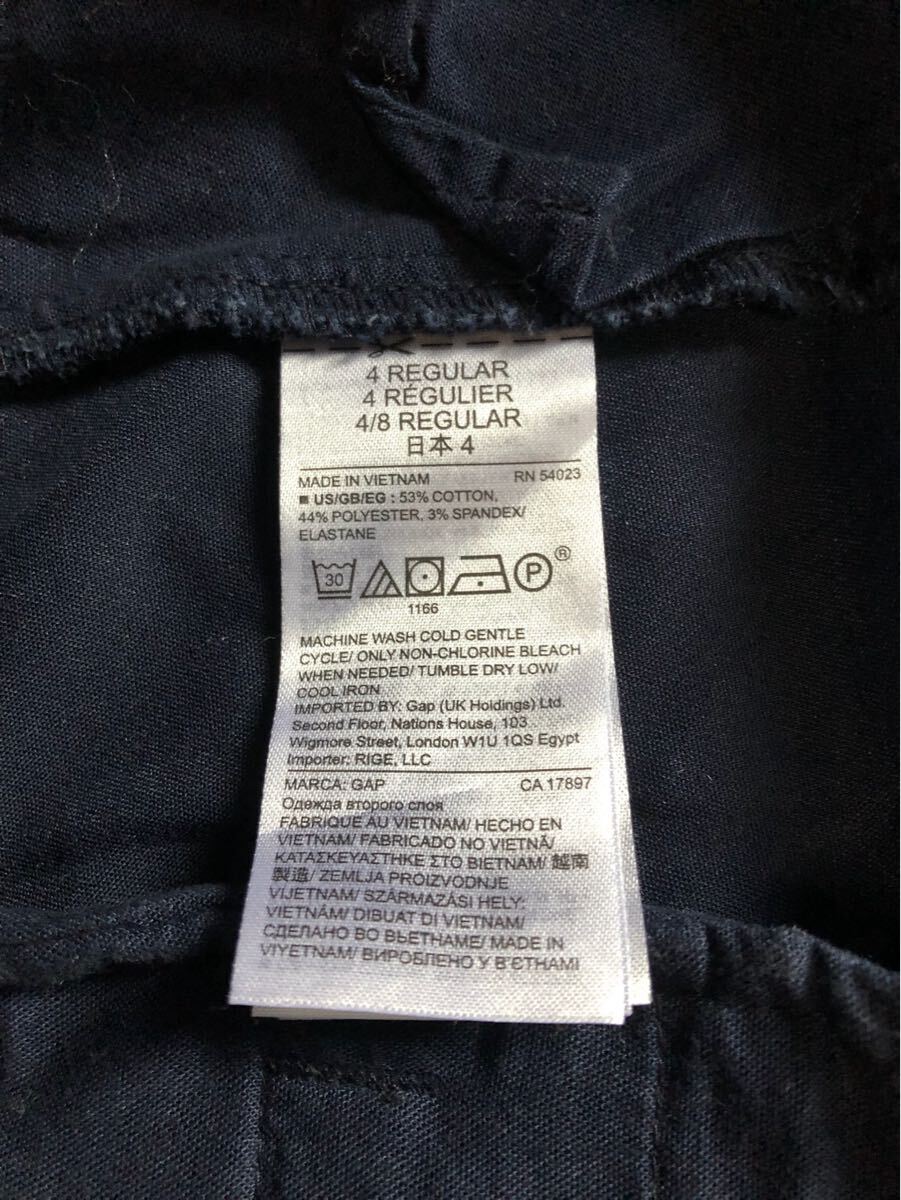 4 REGULAR
4 RÉGULIER
4/8 REGULAR
日本 4
MADE IN VIETNAM RN 54023
■ US/GB/EG : 53% COTTON,
44% POLYESTER, 3% SPANDEX/
ELASTANE
30 P ®
1166
MACHINE WASH COLD GENTLE
CYCLE/ ONLY NON-CHLORINE BLEACH
WHEN NEEDED/ TUMBLE DRY LOW/
COOL IRON
IMPORTED BY: Gap (UK Holdings) Ltd.
Second Floor, Nations House, 103
Wigmore Street, London W1U 1QS Egypt
Importer: RIGE, LLC
MARCA: GAP CA 17897
Одежда второго слоя
FABRIQUE AU VIETNAM/ HECHO EN
VIETNAM/ FABRICADO NO VIETNÃ/
ΚΑΤΑΣΚΕΥΑΣΤΗΚΕ ΣΤΟ ΒΙΕΤΝΑΜ/ 越南
製造/ ZEMLJA PROIZVODNJE
VIJETNAM/ SZÁRMAZÁSI HELY:
VIETNÁM/ DIBUAT DI VIETNAM/
СДЕЛАНО ВО ВЬЕТНАМЕ/ MADE IN
VIYETNAM/ ВИРОБЛЕНО У В'ЄТНАМІ